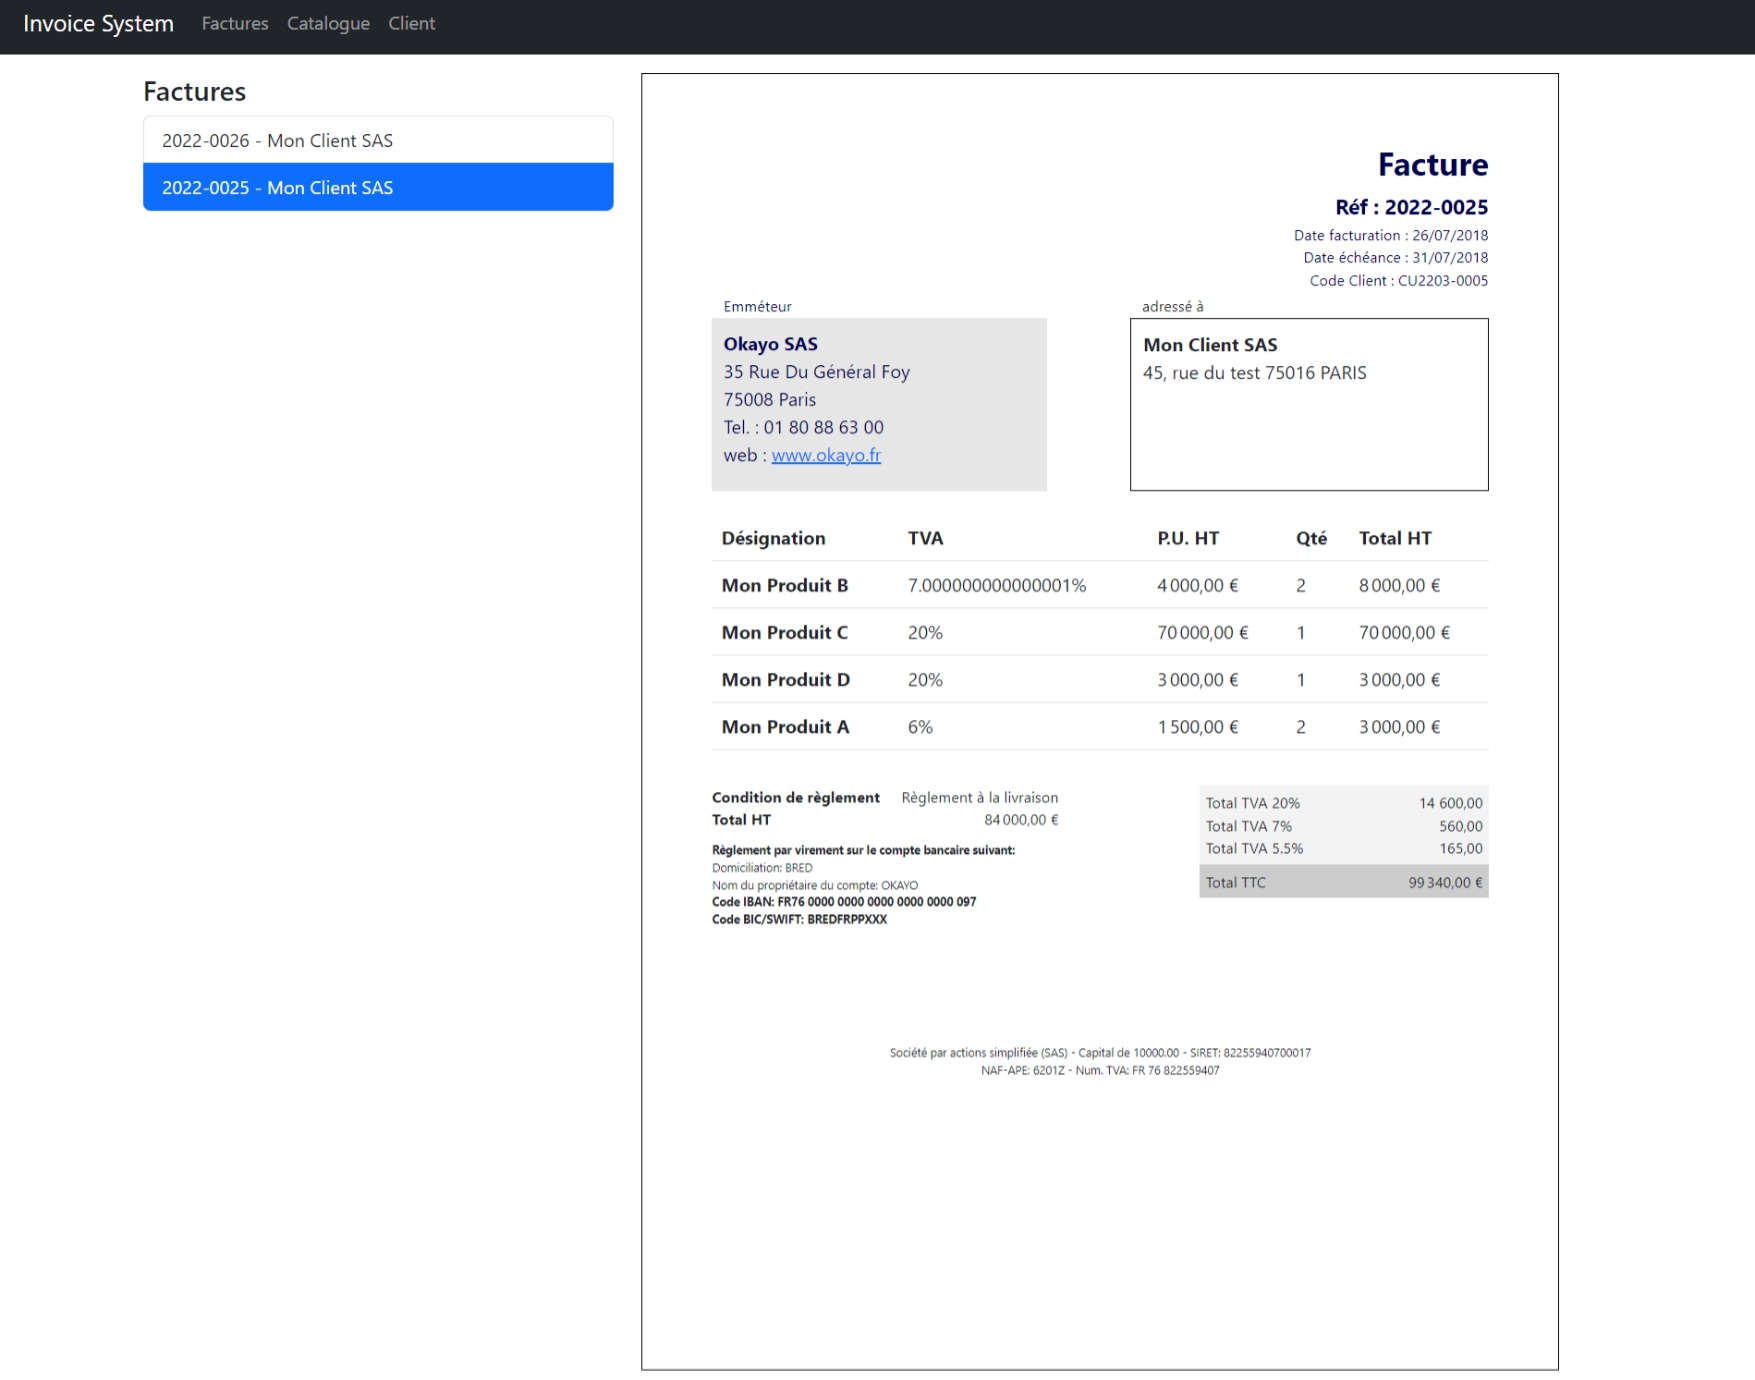 Invoice System Factures Catalogue Client
Factures
2022-0026 - Mon Client SAS
2022-0025 - Mon Client SAS
Facture
Réf : 2022-0025
Date facturation : 26/07/2018
Date échéance : 31/07/2018
Code Client : CU2203-0005
Emméteur
Okayo SAS
35 Rue Du Général Foy
75008 Paris
Tel. : 01 80 88 63 00
web : www.okayo.fr
adressé à
Mon Client SAS
45, rue du test 75016 PARIS
Désignation TVA P.U. HT Qté Total HT
Mon Produit B 7.000000000000001% 4 000,00 € 2 8 000,00 €
Mon Produit C 20% 70 000,00 € 1 70 000,00 €
Mon Produit D 20% 3 000,00 € 1 3 000,00 €
Mon Produit A 6% 1 500,00 € 2 3 000,00 €
Condition de règlement Règlement à la livraison
Total HT 84 000,00 €
Règlement par virement sur le compte bancaire suivant:
Domiciliation: BRED
Nom du propriétaire du compte: OKAYO
Code IBAN: FR76 0000 0000 0000 0000 0000 097
Code BIC/SWIFT: BREDFRPPXXX
Total TVA 20% 14 600,00
Total TVA 7% 560,00
Total TVA 5.5% 165,00
Total TTC 99 340,00 €
Société par actions simplifiée (SAS) - Capital de 10000.00 - SIRET: 82255940700017
NAF-APE: 6201Z - Num. TVA: FR 76 822559407